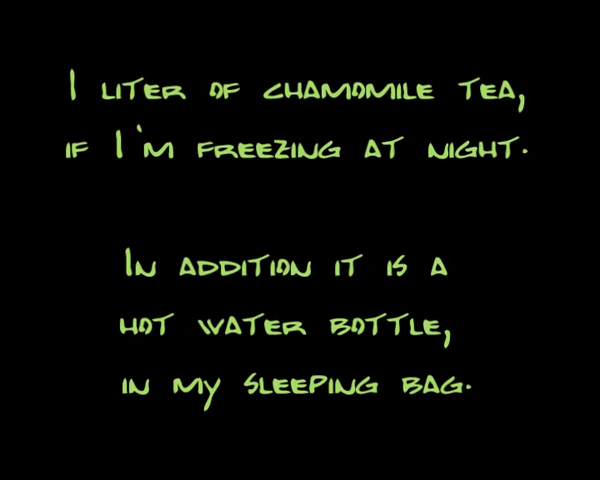 1 liter of chamomile tea,
if I'm freezing at night.
In addition it is a
hot water bottle,
in my sleeping bag.